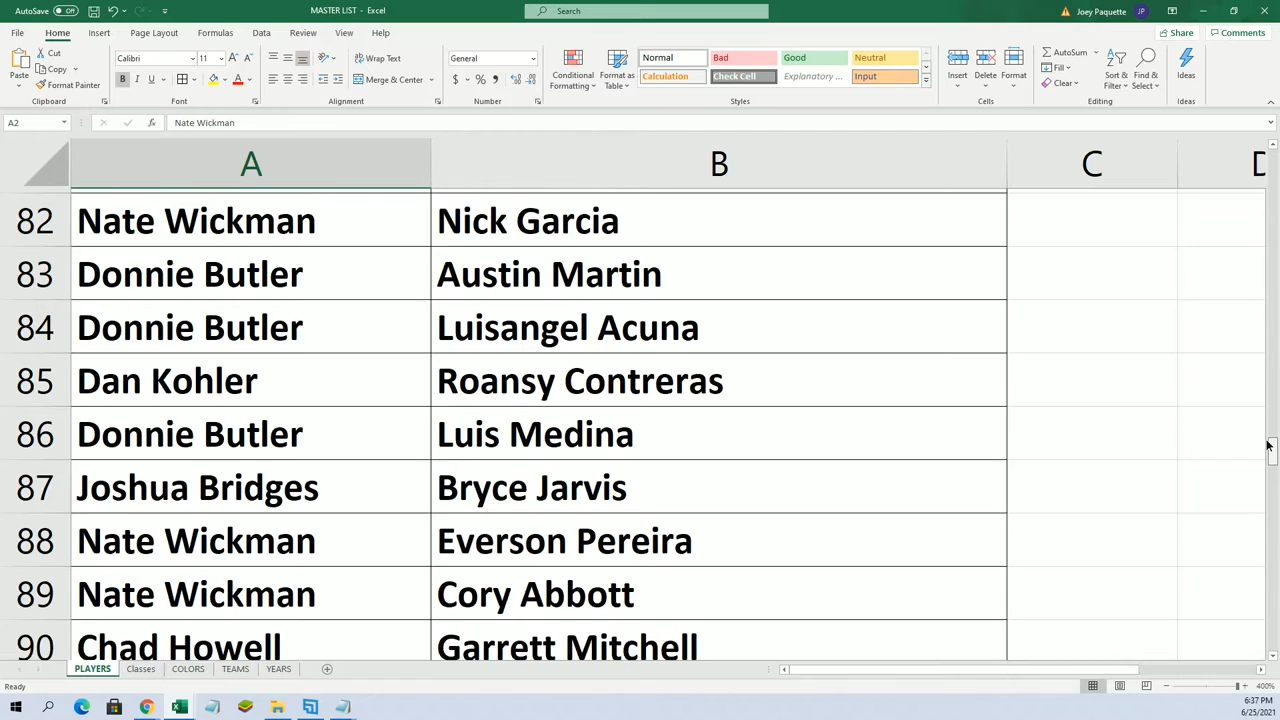 AutoSave Off MASTER LIST - Excel Search Joey Paquette JP
File Home Insert Page Layout Formulas Data Review View Help Share Comments
Paste Cut Copy Format Painter Clipboard
Calibri 11 B I U A Font
Wrap Text Merge & Center Alignment
General $ % , Number
Conditional Formatting Format as Table
Normal Bad Good Neutral
Calculation Check Cell Explanatory ... Input
Styles
Insert Delete Format Cells
AutoSum Fill Clear Sort & Filter Find & Select Editing
Ideas Ideas
A2 fx Nate Wickman
A B C D
82 Nate Wickman Nick Garcia
83 Donnie Butler Austin Martin
84 Donnie Butler Luisangel Acuna
85 Dan Kohler Roansy Contreras
86 Donnie Butler Luis Medina
87 Joshua Bridges Bryce Jarvis
88 Nate Wickman Everson Pereira
89 Nate Wickman Cory Abbott
90 Chad Howell Garrett Mitchell
PLAYERS Classes COLORS TEAMS YEARS
Ready 400%
6:37 PM
6/25/2021